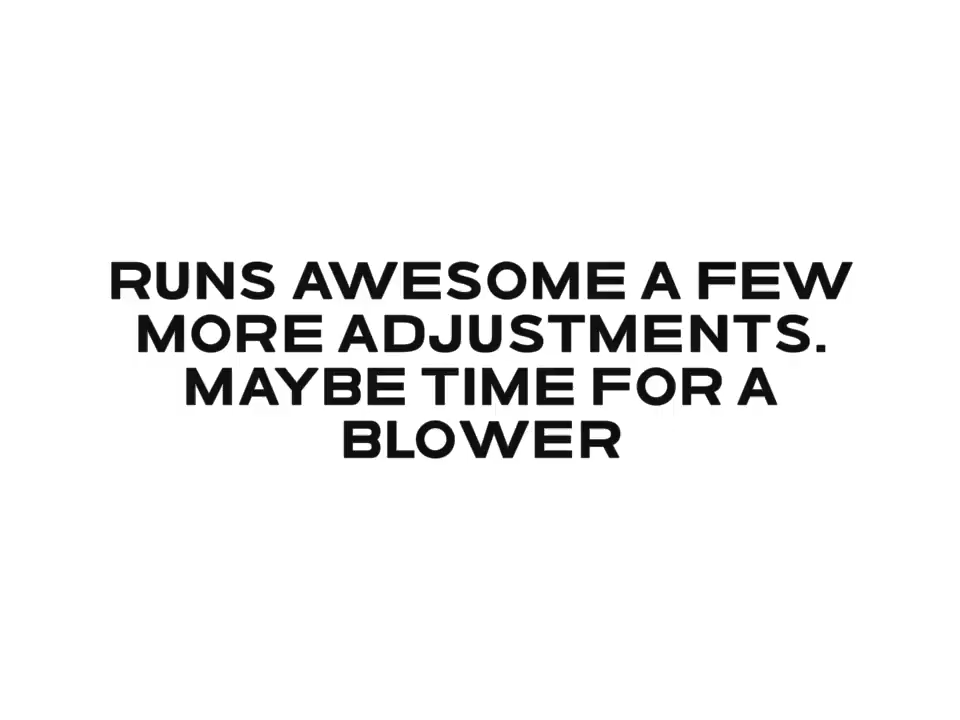 RUNS AWESOME A FEW
MORE ADJUSTMENTS.
MAYBE TIME FOR A
BLOWER